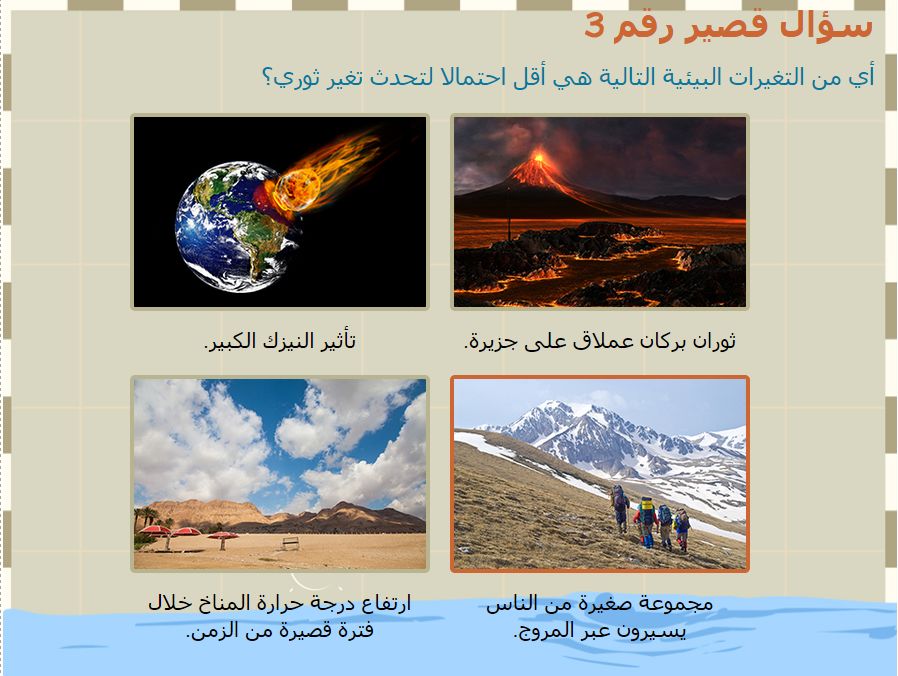 سؤال قصير رقم 3
أي من التغيرات البيئية التالية هي أقل احتمالا لتحدث تغير ثوري؟
ثوران بركان عملاق على جزيرة.
تأثير النيزك الكبير.
مجموعة صغيرة من الناس
يسيرون عبر المروج.
ارتفاع درجة حرارة المناخ خلال
فترة قصيرة من الزمن.